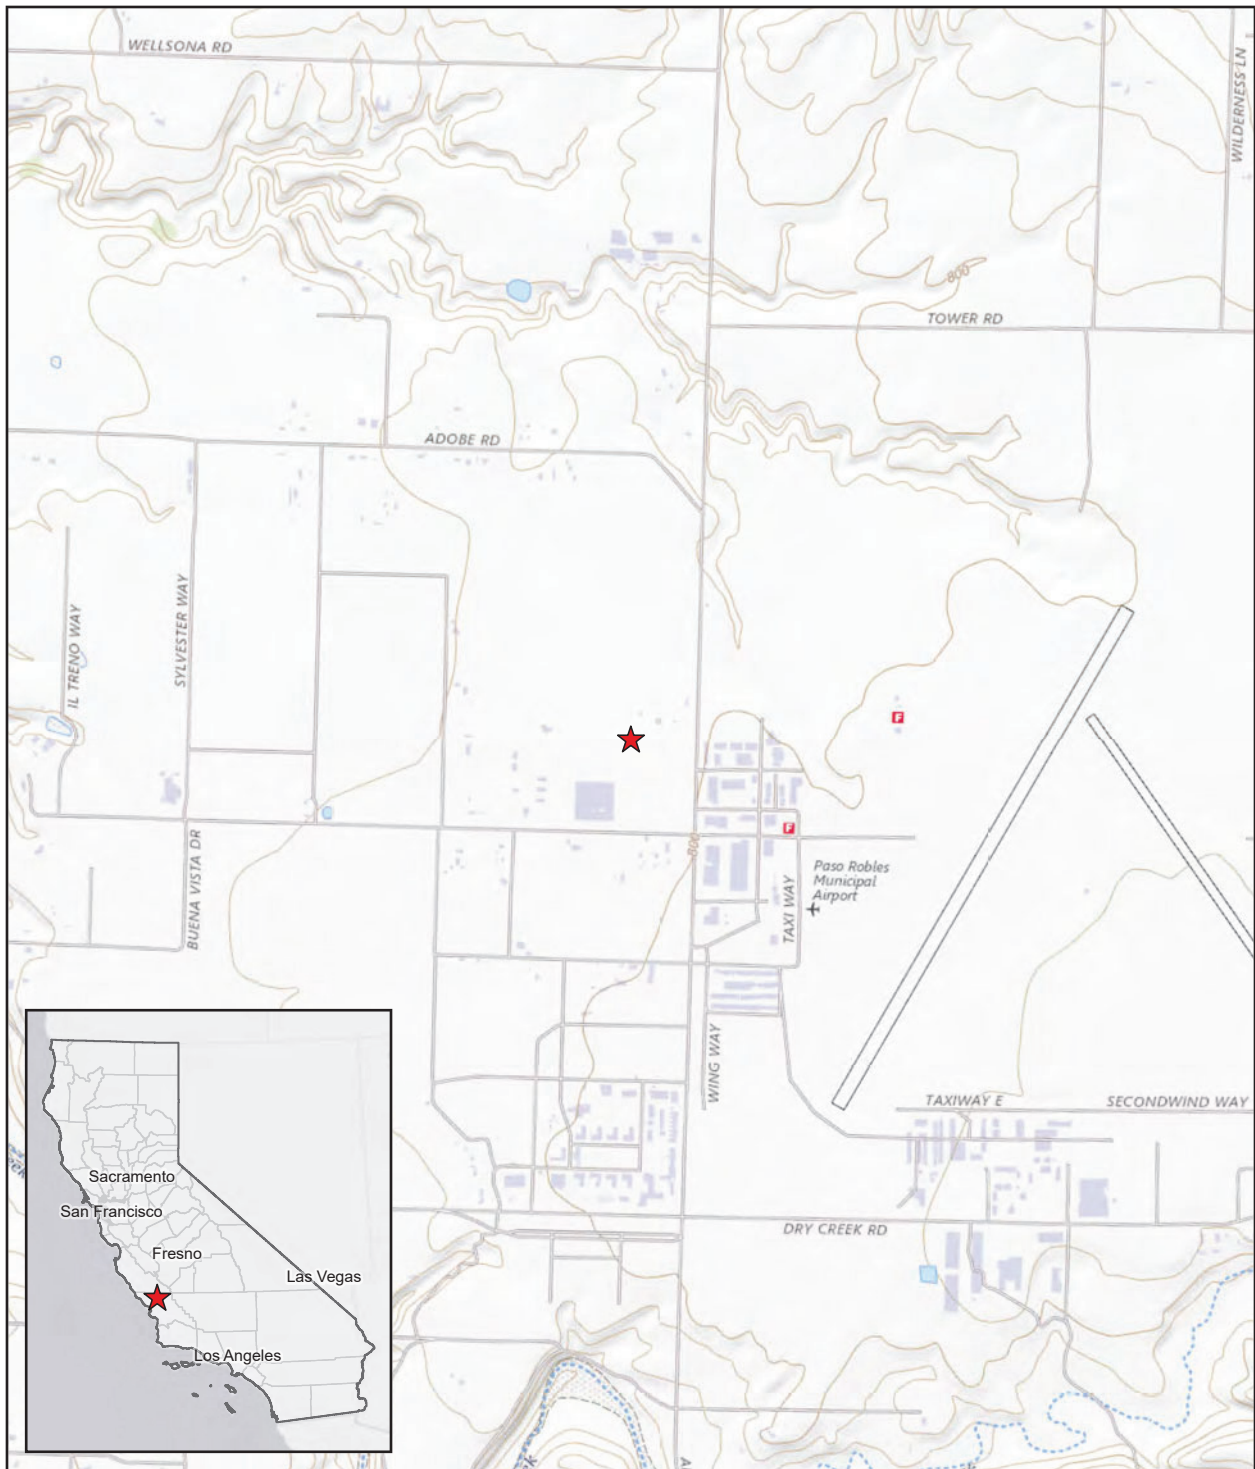 WELLSONA RD
WILDERNESS LN
800
TOWER RD
ADOBE RD
IL TRENO WAY
SYLVESTER WAY
F
F
800
BUENA VISTA DR
Paso Robles
Municipal
Airport
TAXI WAY
WING WAY
TAXIWAY E
SECONDWIND WAY
DRY CREEK RD
Sacramento
San Francisco
Fresno
Las Vegas
Los Angeles